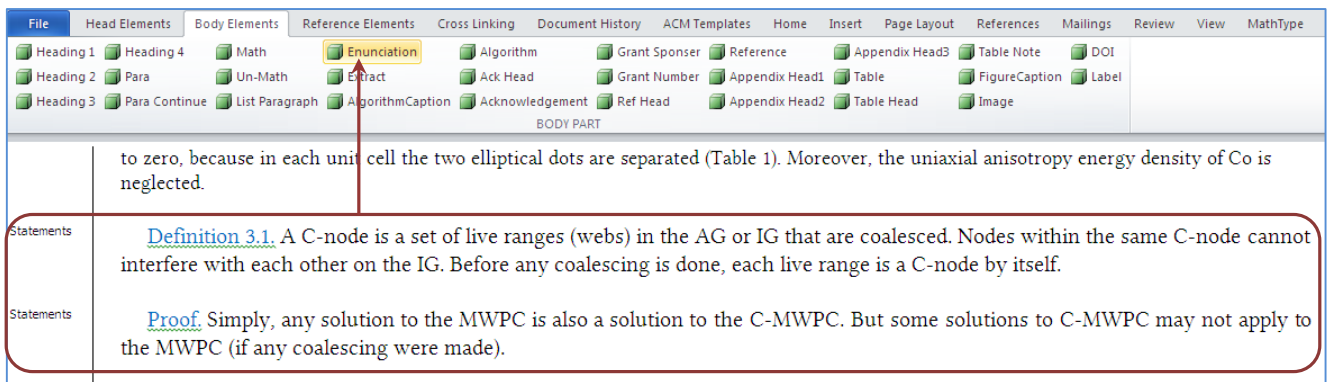 File Head Elements Body Elements Reference Elements Cross Linking Document History ACM Templates Home Insert Page Layout References Mailings Review View MathType
Heading 1 Heading 4 Math Enunciation Algorithm Grant Sponser Reference Appendix Head3 Table Note DOI
Heading 2 Para Un-Math Extract Ack Head Grant Number Appendix Head1 Table FigureCaption Label
Heading 3 Para Continue List Paragraph AlgorithmCaption Acknowledgement Ref Head Appendix Head2 Table Head Image
BODY PART
to zero, because in each unit cell the two elliptical dots are separated (Table 1). Moreover, the uniaxial anisotropy energy density of Co is
neglected.
Statements Definition 3.1. A C-node is a set of live ranges (webs) in the AG or IG that are coalesced. Nodes within the same C-node cannot
interfere with each other on the IG. Before any coalescing is done, each live range is a C-node by itself.
Statements Proof. Simply, any solution to the MWPC is also a solution to the C-MWPC. But some solutions to C-MWPC may not apply to
the MWPC (if any coalescing were made).